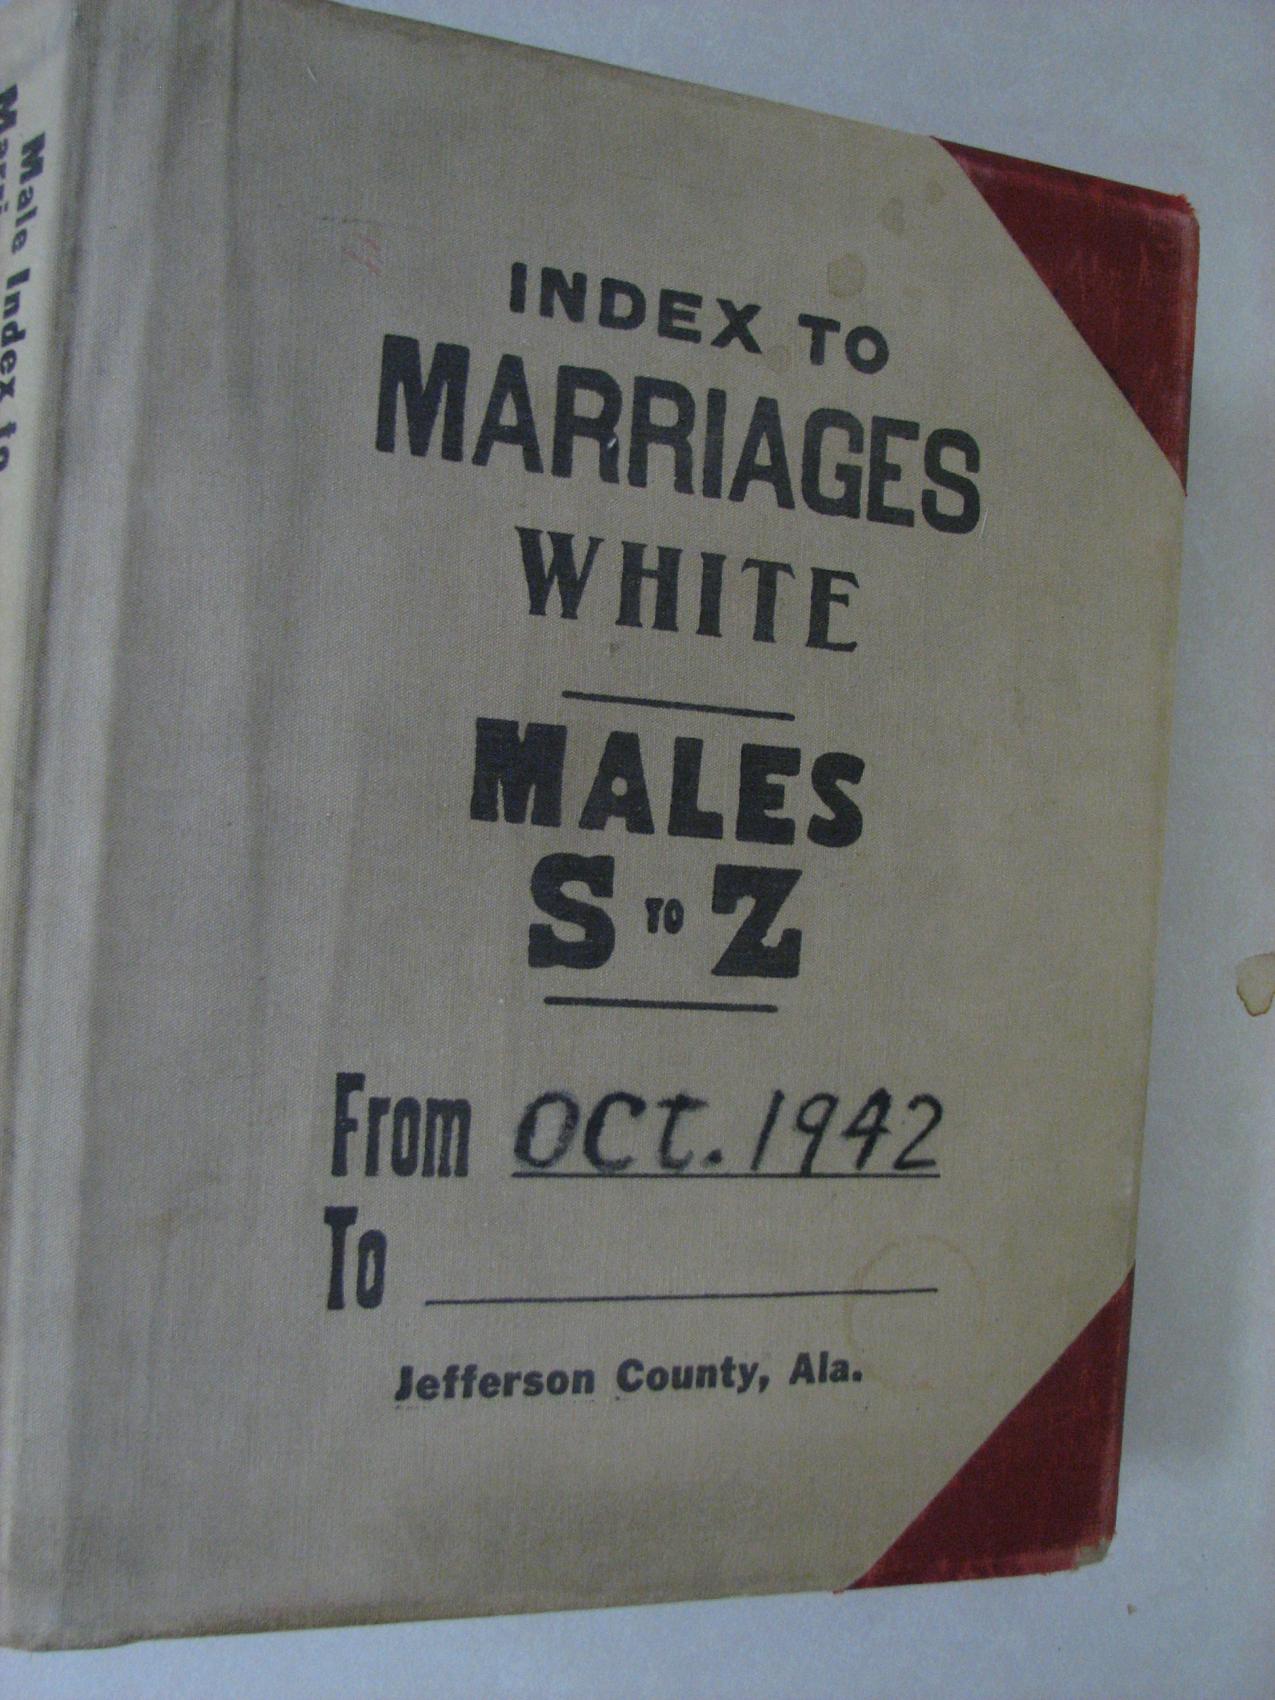 INDEX TO
MARRIAGES
WHITE
MALES
S TO Z
From OCt. 1942
To
Jefferson County, Ala.
Male Index to